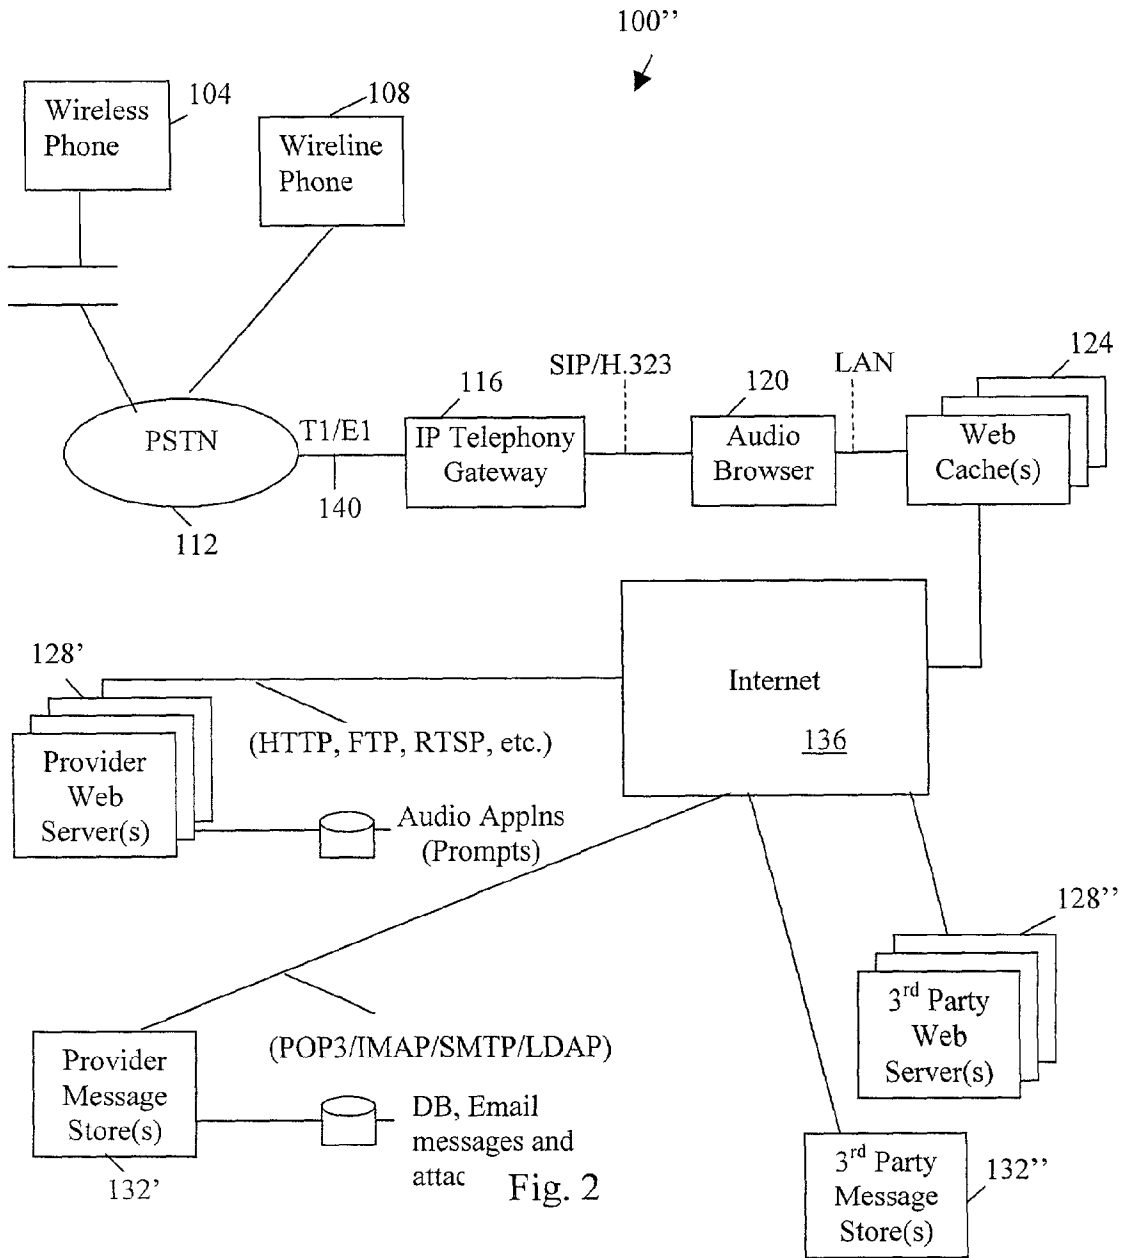 100’’
Wireless
Phone
104
108
Wireline
Phone
PSTN
112
T1/E1
140
116
IP Telephony
Gateway
SIP/H.323
120
Audio
Browser
LAN
124
Web
Cache(s)
Internet
136
128’
Provider
Web
Server(s)
(HTTP, FTP, RTSP, etc.)
Audio Applns
(Prompts)
128’’
3rd Party
Web
Server(s)
Provider
Message
Store(s)
132’
(POP3/IMAP/SMTP/LDAP)
DB, Email
messages and
attac
Fig. 2
3rd Party
Message
Store(s)
132’’